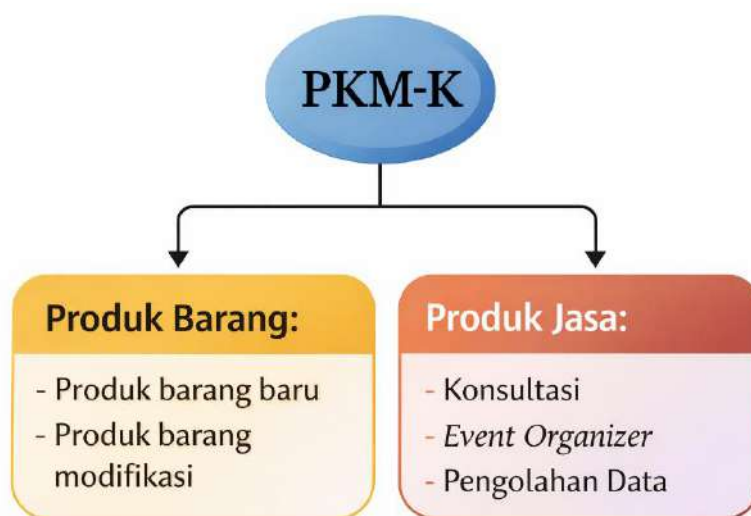 PKM-K
Produk Barang:
- Produk barang baru
- Produk barang
modifikasi
Produk Jasa:
- Konsultasi
- Event Organizer
- Pengolahan Data